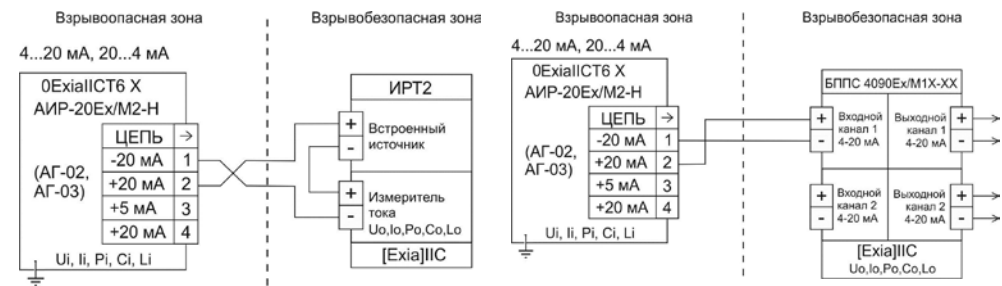 Взрывоопасная зона
Взрывобезопасная зона
4...20 мА, 20...4 мА
0ExiaIICT6 X
АИР-20Ex/M2-H
ЦЕПЬ →
-20 мА 1
+20 мА 2
+5 мА 3
+20 мА 4
(АГ-02,
АГ-03)
Ui, Ii, Pi, Ci, Li
ИРТ2
+
-
Встроенный
источник
+
-
Измеритель
тока
Uo,Io,Po,Co,Lo
[Exia]IIC
Взрывоопасная зона
Взрывобезопасная зона
4...20 мА, 20...4 мА
0ExiaIICT6 X
АИР-20Ex/M2-H
ЦЕПЬ →
-20 мА 1
+20 мА 2
+5 мА 3
+20 мА 4
(АГ-02,
АГ-03)
Ui, Ii, Pi, Ci, Li
БППС 4090Ex/M1X-XX
+
-
Входной
канал 1
4-20 мА
Выходной
канал 1
4-20 мА
+
-
+
-
Входной
канал 2
4-20 мА
Выходной
канал 2
4-20 мА
+
-
[Exia]IIC
Uo,Io,Po,Co,Lo